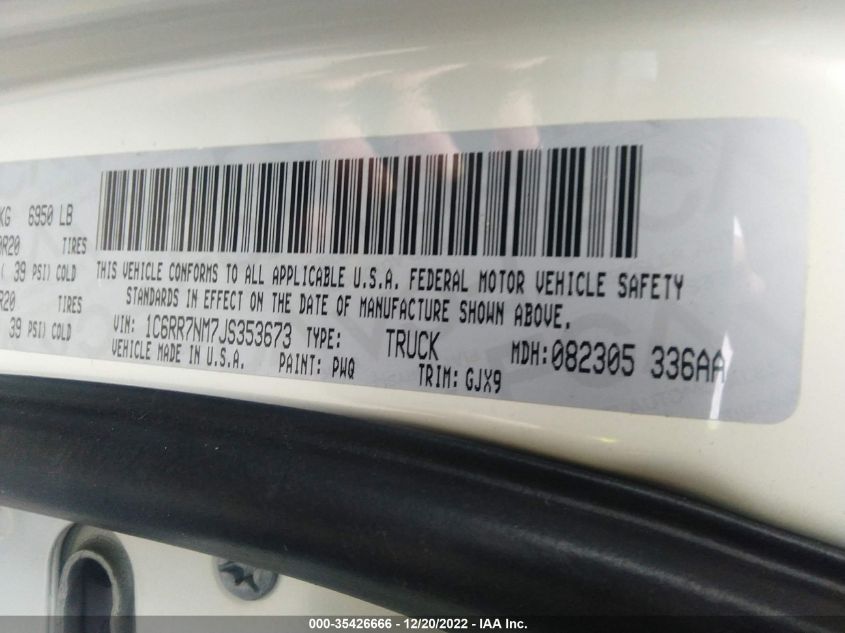 KG 6950 LB
0R20 TIRES
( 39 PSI) COLD
R20 TIRES
39 PSI) COLD
THIS VEHICLE CONFORMS TO ALL APPLICABLE U.S.A. FEDERAL MOTOR VEHICLE SAFETY
STANDARDS IN EFFECT ON THE DATE OF MANUFACTURE SHOWN ABOVE.
VIN: 1C6RR7NM7JS353673 TYPE: TRUCK MDH: 082305 336AA
VEHICLE MADE IN U.S.A. PAINT: PWQ TRIM: GJX9
000-35426666 - 12/20/2022 - IAA Inc.